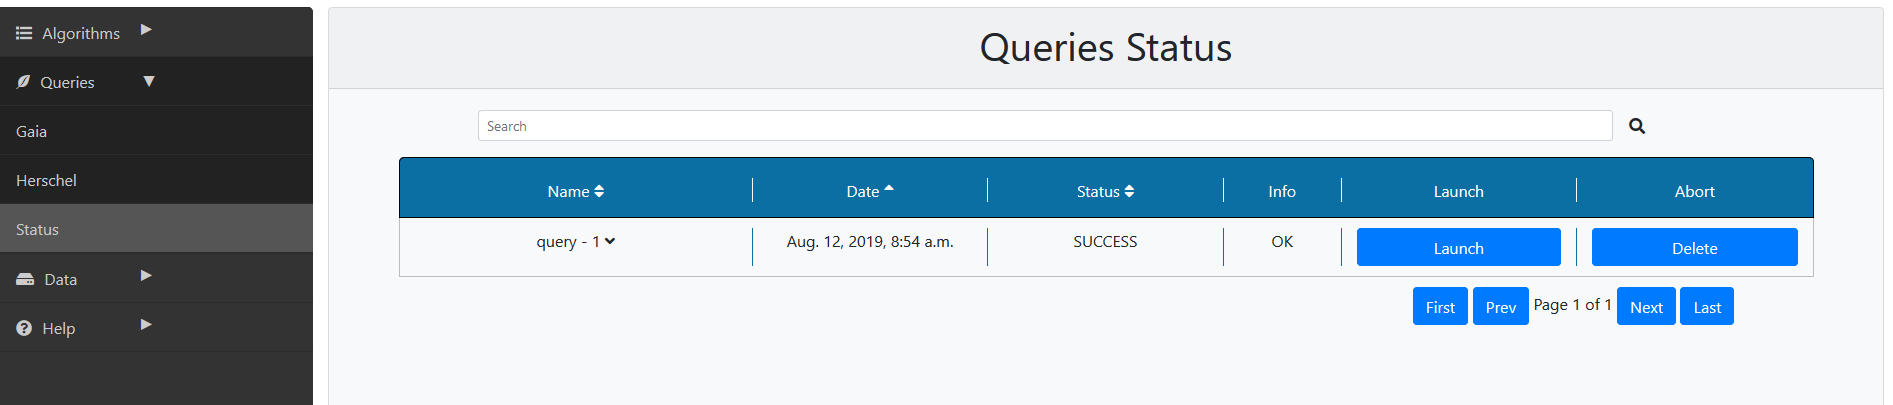 Algorithms
Queries
Gaia
Herschel
Status
Data
Help
Queries Status
Search
Name Date Status Info Launch Abort
query - 1 Aug. 12, 2019, 8:54 a.m. SUCCESS OK Launch Delete
First Prev Page 1 of 1 Next Last